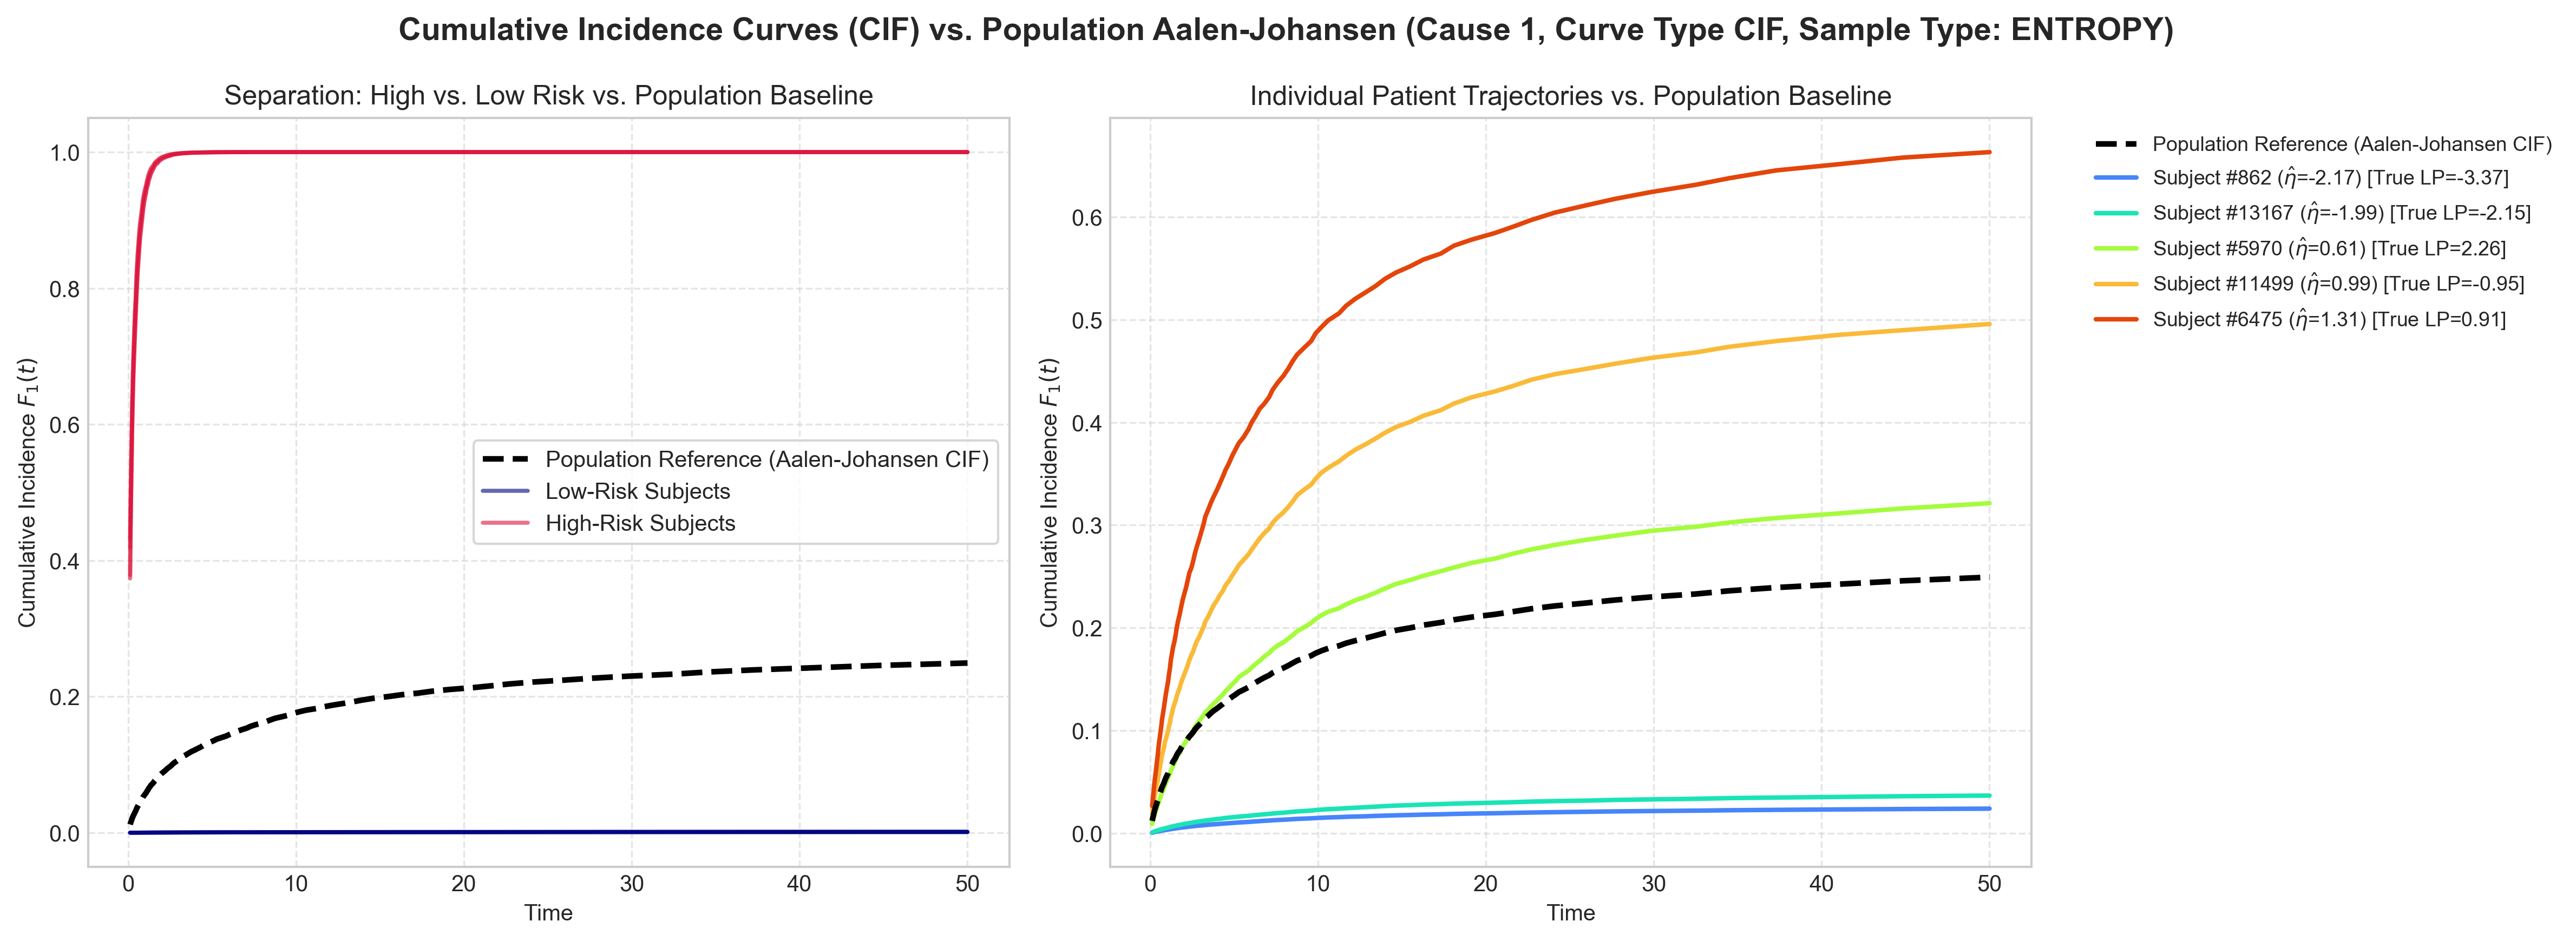 Cumulative Incidence Curves (CIF) vs. Population Aalen-Johansen (Cause 1, Curve Type CIF, Sample Type: ENTROPY)
Separation: High vs. Low Risk vs. Population Baseline
Cumulative Incidence F₁(t)
1.0
0.8
0.6
0.4
0.2
0.0
Population Reference (Aalen-Johansen CIF)
Low-Risk Subjects
High-Risk Subjects
0 10 20 30 40 50
Time
Individual Patient Trajectories vs. Population Baseline
Cumulative Incidence F₁(t)
0.6
0.5
0.4
0.3
0.2
0.1
0.0
0 10 20 30 40 50
Time
Population Reference (Aalen-Johansen CIF)
Subject #862 (η̂=-2.17) [True LP=-3.37]
Subject #13167 (η̂=-1.99) [True LP=-2.15]
Subject #5970 (η̂=0.61) [True LP=2.26]
Subject #11499 (η̂=0.99) [True LP=-0.95]
Subject #6475 (η̂=1.31) [True LP=0.91]